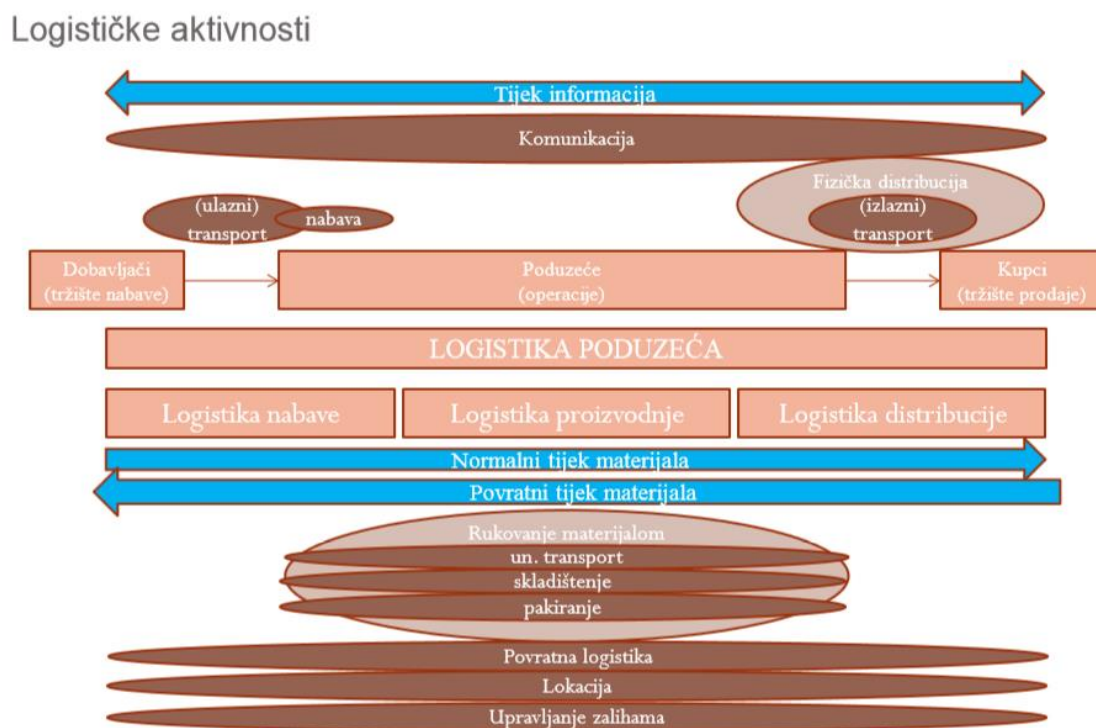 Logističke aktivnosti
Tijek informacija
Komunikacija
Fizička distribucija
(ulazni)
transport
nabava
(izlazni)
transport
Dobavljači
(tržište nabave)
Poduzeće
(operacije)
Kupci
(tržište prodaje)
LOGISTIKA PODUZEĆA
Logistika nabave
Logistika proizvodnje
Logistika distribucije
Normalni tijek materijala
Povratni tijek materijala
Rukovanje materijalom
un. transport
skladištenje
pakiranje
Povratna logistika
Lokacija
Upravljanje zalihama